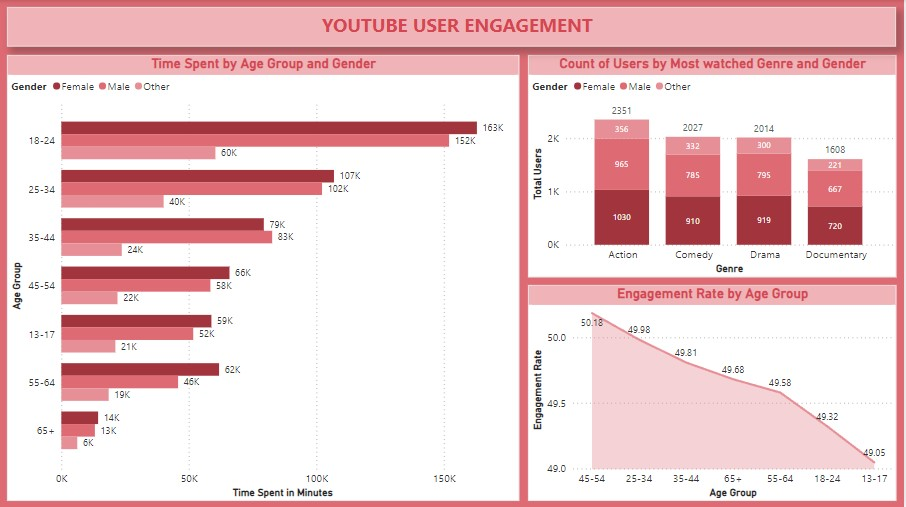 YOUTUBE USER ENGAGEMENT
Time Spent by Age Group and Gender
Gender Female Male Other
Age Group
18-24 163K 152K 60K
25-34 107K 102K 40K
35-44 79K 83K 24K
45-54 66K 58K 22K
13-17 59K 52K 21K
55-64 62K 46K 19K
65+ 14K 13K 6K
0K 50K 100K 150K
Time Spent in Minutes
Count of Users by Most watched Genre and Gender
Gender Female Male Other
Total Users
2K
1K
0K
2351 2027 2014 1608
356 332 300 221
965 785 795 667
1030 910 919 720
Action Comedy Drama Documentary
Genre
Engagement Rate by Age Group
Engagement Rate
50.0
49.5
49.0
50.18 49.98 49.81 49.68 49.58 49.32 49.05
45-54 25-34 35-44 65+ 55-64 18-24 13-17
Age Group